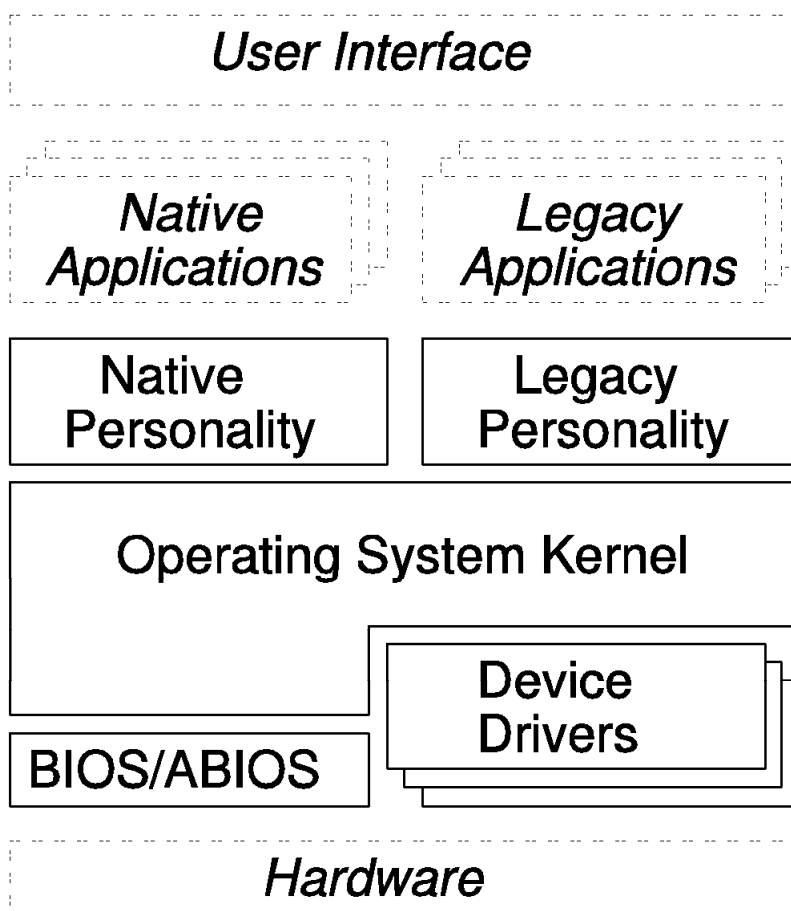 User Interface
Native
Applications
Legacy
Applications
Native
Personality
Legacy
Personality
Operating System Kernel
Device
Drivers
BIOS/ABIOS
Hardware